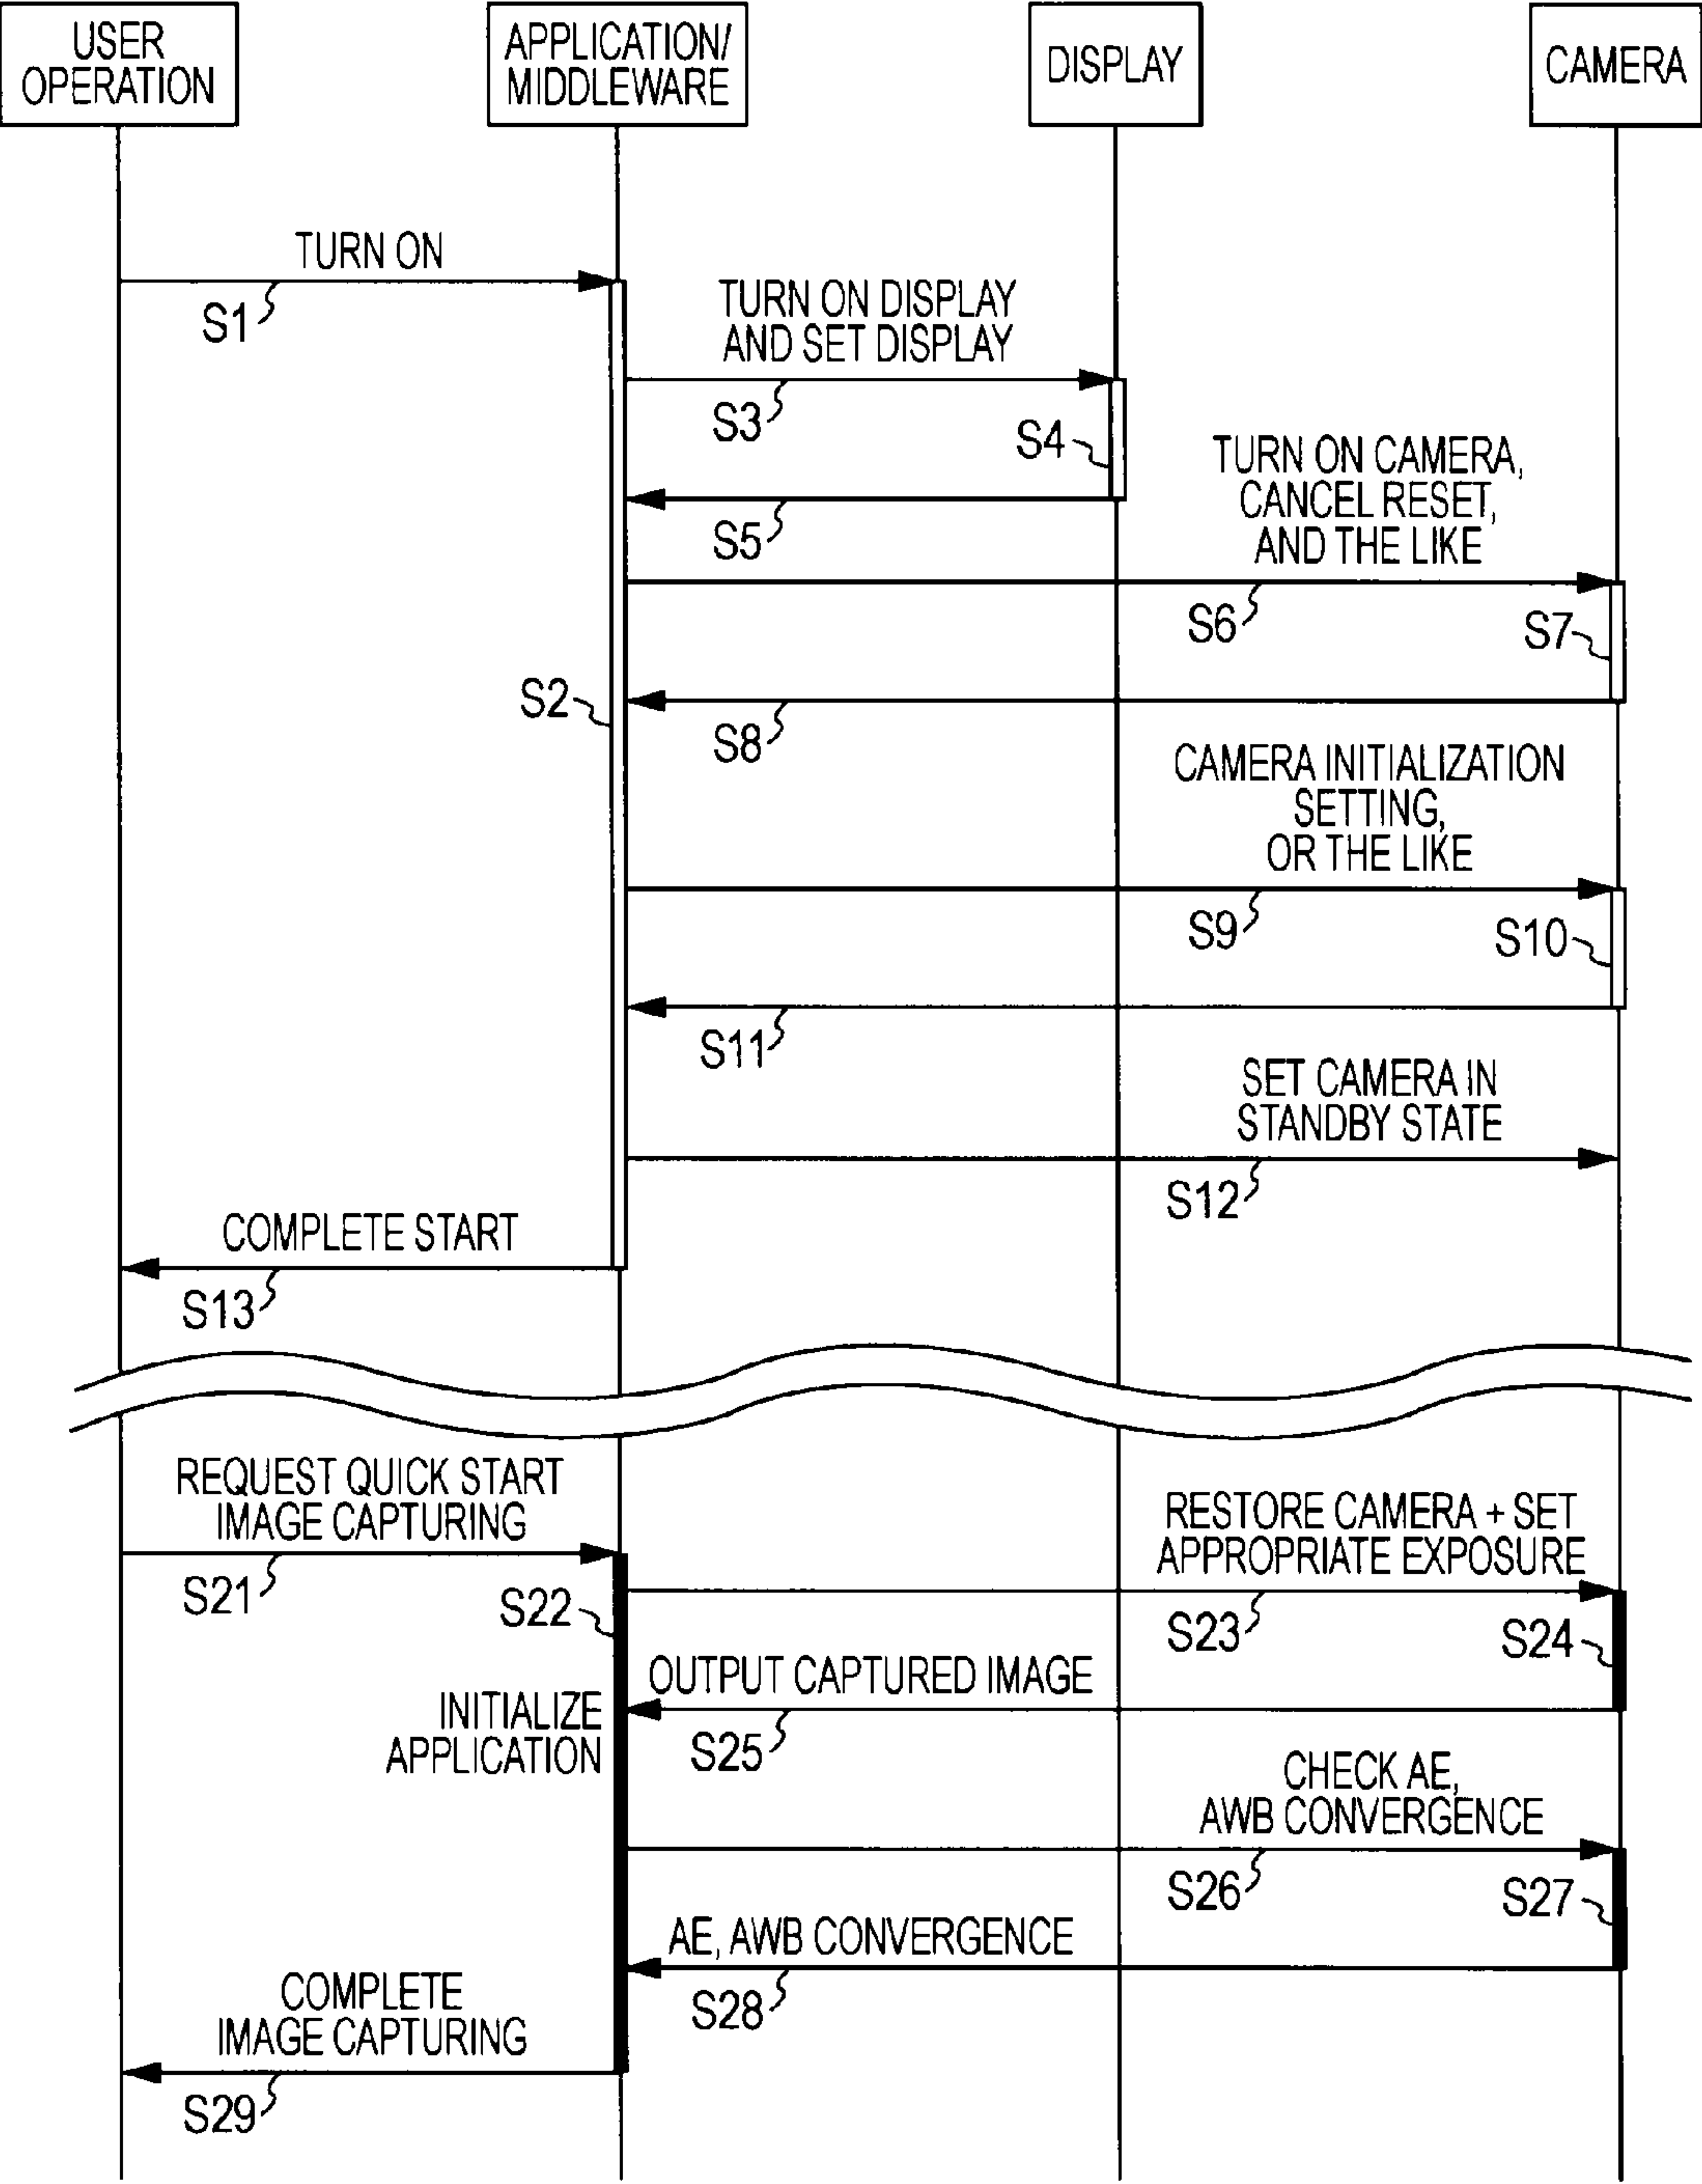 USER
OPERATION
APPLICATION/
MIDDLEWARE
DISPLAY
CAMERA
TURN ON
S1
TURN ON DISPLAY
AND SET DISPLAY
S3
S4
S5
TURN ON CAMERA,
CANCEL RESET,
AND THE LIKE
S6
S7
S2
S8
CAMERA INITIALIZATION
SETTING,
OR THE LIKE
S9
S10
S11
SET CAMERA IN
STANDBY STATE
S12
COMPLETE START
S13
REQUEST QUICK START
IMAGE CAPTURING
S21
S22
RESTORE CAMERA + SET
APPROPRIATE EXPOSURE
S23
S24
OUTPUT CAPTURED IMAGE
S25
INITIALIZE
APPLICATION
CHECK AE,
AWB CONVERGENCE
S26
S27
AE, AWB CONVERGENCE
S28
COMPLETE
IMAGE CAPTURING
S29